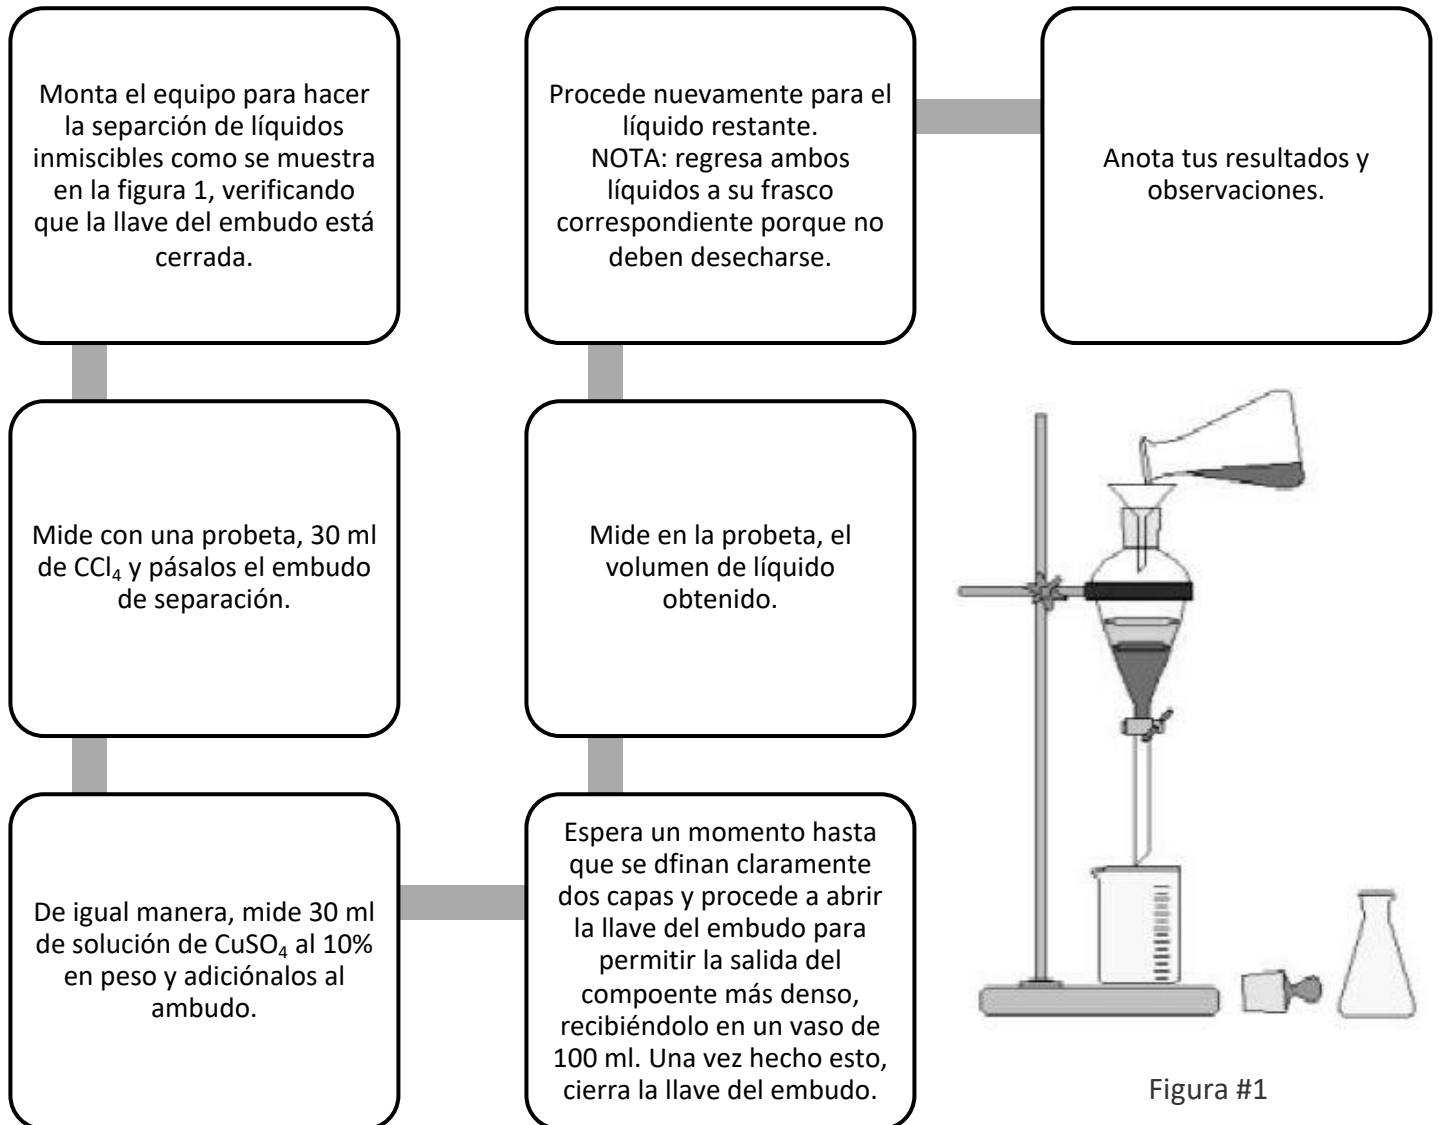 Monta el equipo para hacer
la separción de líquidos
inmiscibles como se muestra
en la figura 1, verificando
que la llave del embudo está
cerrada.
Mide con una probeta, 30 ml
de CCl₄ y pásalos el embudo
de separación.
De igual manera, mide 30 ml
de solución de CuSO₄ al 10%
en peso y adiciónalos al
ambudo.
Espera un momento hasta
que se dfinan claramente
dos capas y procede a abrir
la llave del embudo para
permitir la salida del
compoente más denso,
recibiéndolo en un vaso de
100 ml. Una vez hecho esto,
cierra la llave del embudo.
Mide en la probeta, el
volumen de líquido
obtenido.
Procede nuevamente para el
líquido restante.
NOTA: regresa ambos
líquidos a su frasco
correspondiente porque no
deben desecharse.
Anota tus resultados y
observaciones.
Figura #1